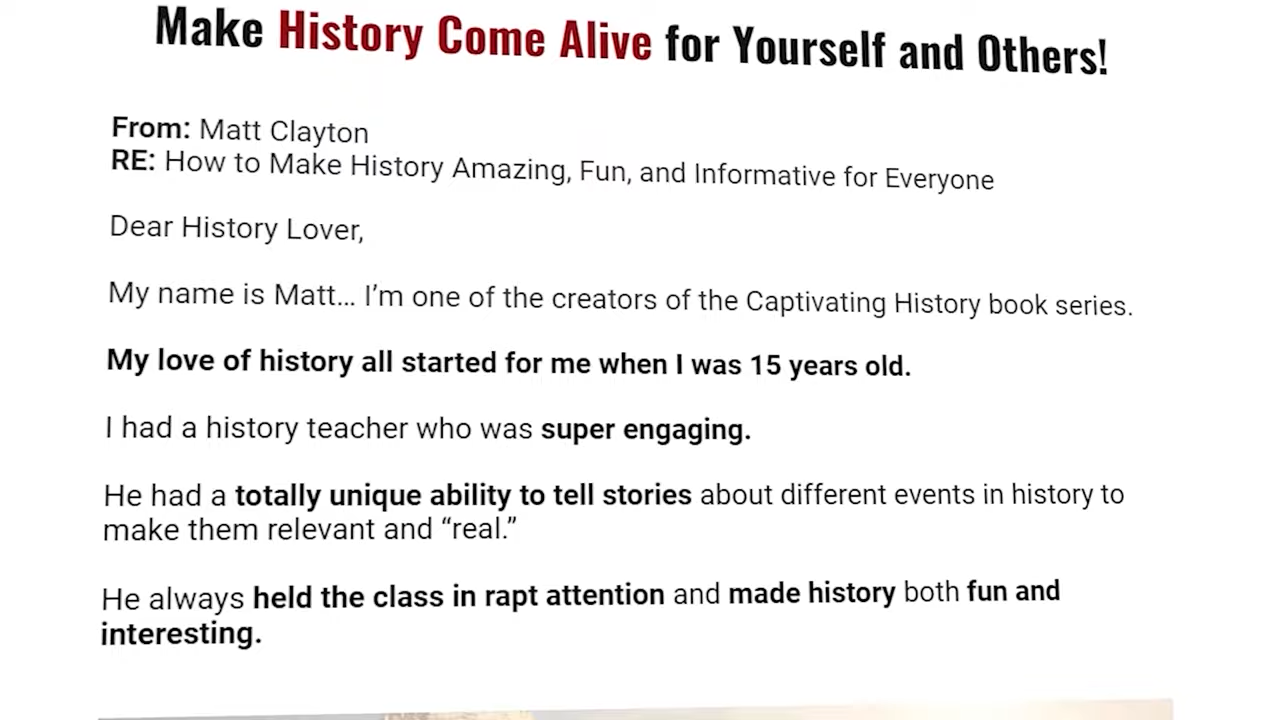 Make History Come Alive for Yourself and Others!
From: Matt Clayton
RE: How to Make History Amazing, Fun, and Informative for Everyone
Dear History Lover,
My name is Matt... I'm one of the creators of the Captivating History book series.
My love of history all started for me when I was 15 years old.
I had a history teacher who was super engaging.
He had a totally unique ability to tell stories about different events in history to
make them relevant and “real.”
He always held the class in rapt attention and made history both fun and
interesting.